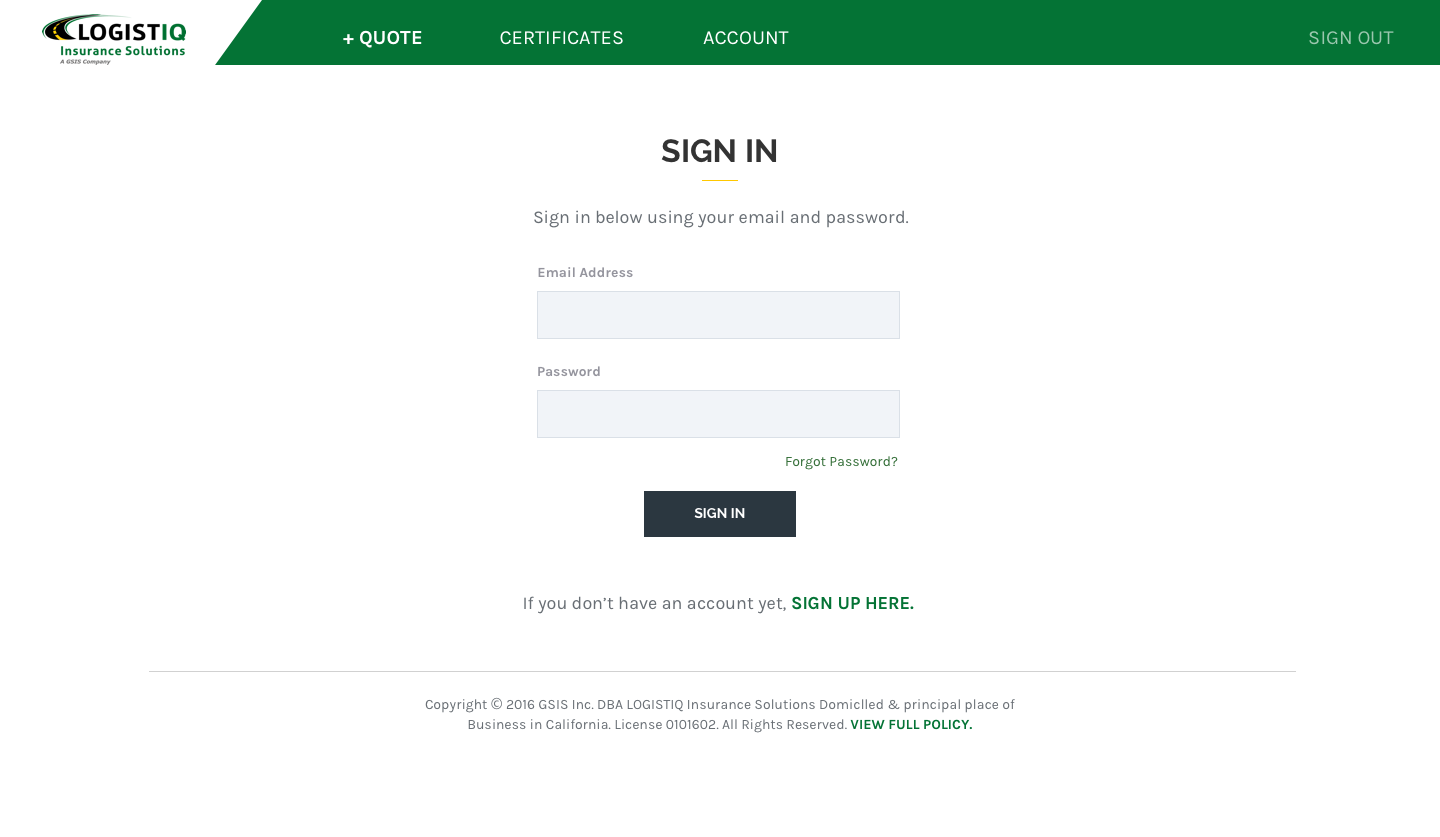 LOGISTIQ
Insurance Solutions
A GSIS Company
+ QUOTE
CERTIFICATES
ACCOUNT
SIGN OUT
SIGN IN
Sign in below using your email and password.
Email Address
Password
Forgot Password?
SIGN IN
If you don’t have an account yet, SIGN UP HERE.
Copyright © 2016 GSIS Inc. DBA LOGISTIQ Insurance Solutions Domiclled & principal place of
Business in California. License 0101602. All Rights Reserved. VIEW FULL POLICY.